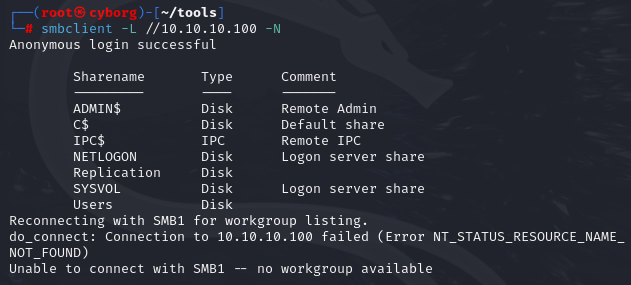 ┌──(root㉿cyborg)-[~/tools]
└─# smbclient -L //10.10.10.100 -N
Anonymous login successful
Sharename Type Comment
--------- ---- -------
ADMIN$ Disk Remote Admin
C$ Disk Default share
IPC$ IPC Remote IPC
NETLOGON Disk Logon server share
Replication Disk
SYSVOL Disk Logon server share
Users Disk
Reconnecting with SMB1 for workgroup listing.
do_connect: Connection to 10.10.10.100 failed (Error NT_STATUS_RESOURCE_NAME_
NOT_FOUND)
Unable to connect with SMB1 -- no workgroup available